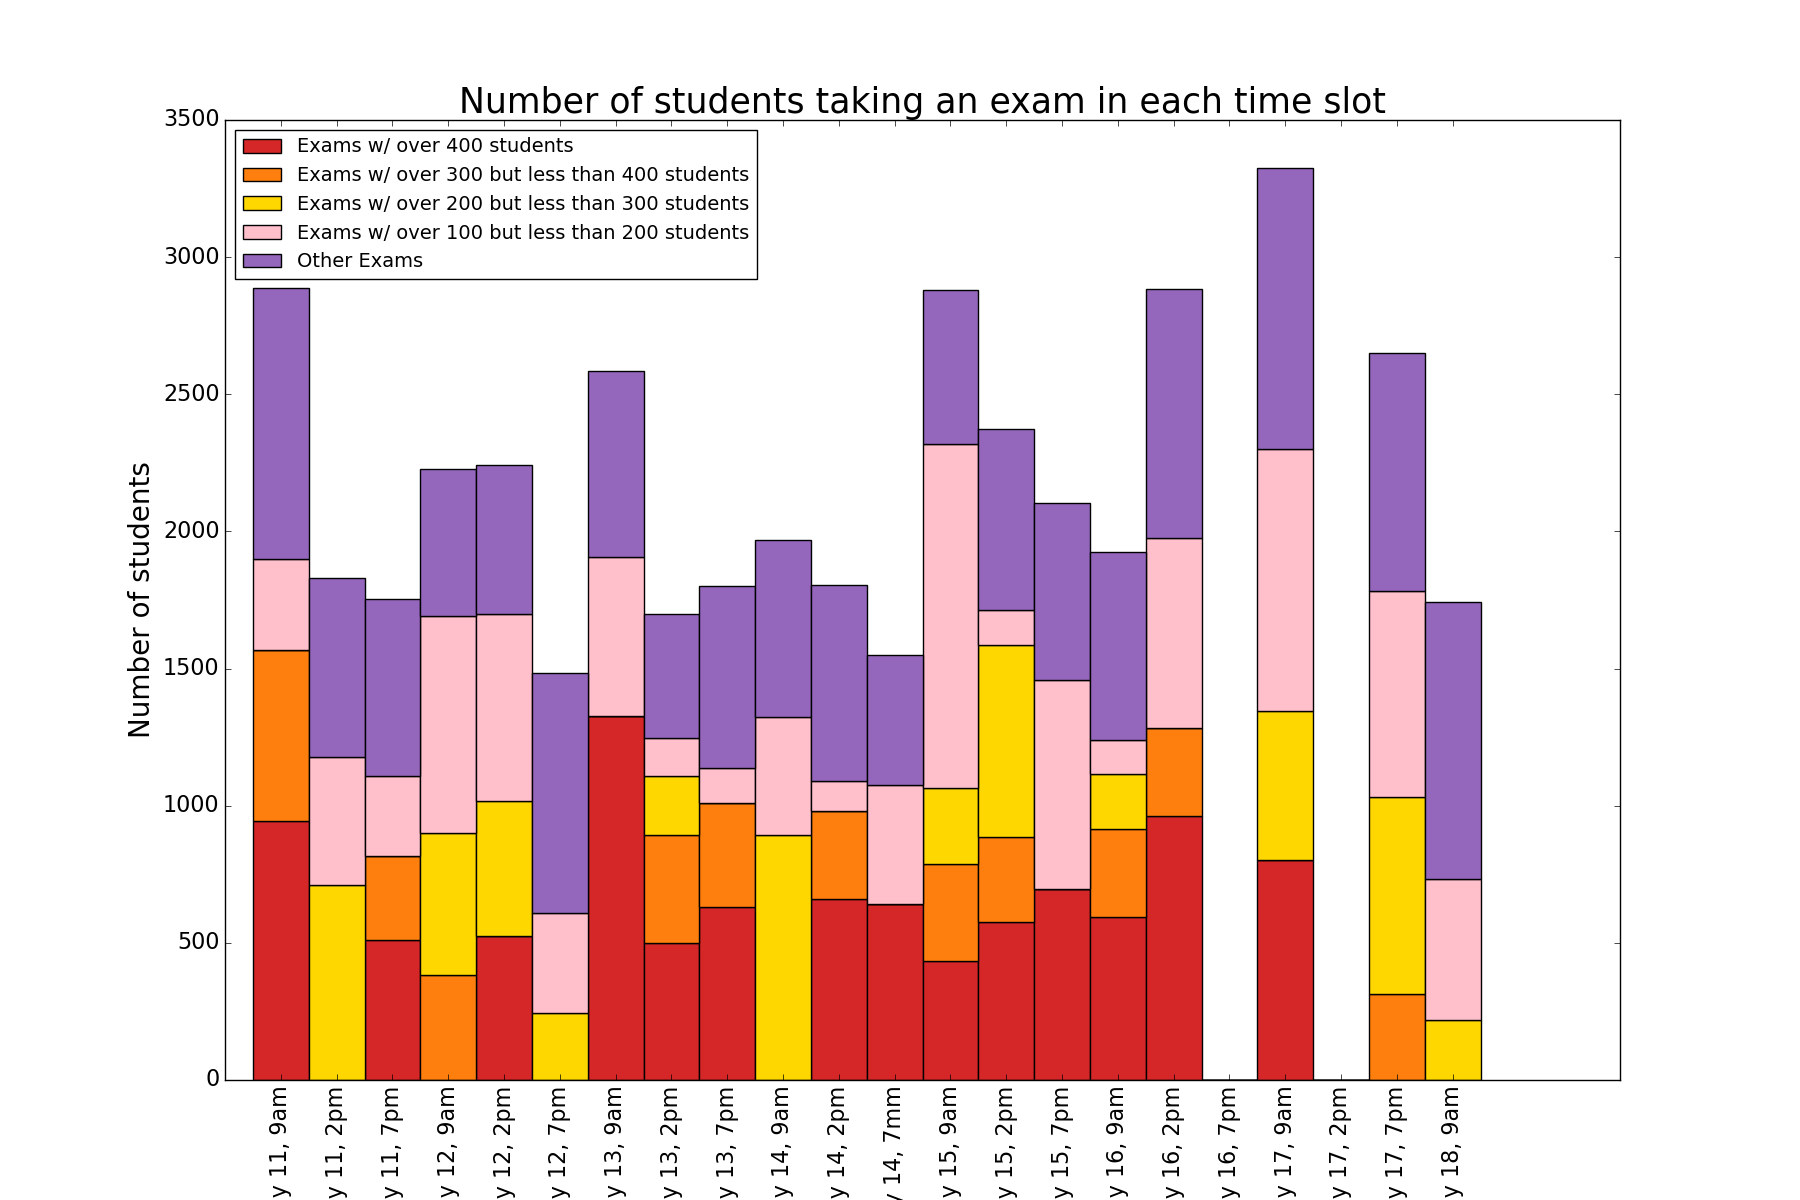 Number of students taking an exam in each time slot
3500
3000
2500
2000
1500
1000
500
0
Number of students
Exams w/ over 400 students
Exams w/ over 300 but less than 400 students
Exams w/ over 200 but less than 300 students
Exams w/ over 100 but less than 200 students
Other Exams
y 11, 9am
y 11, 2pm
y 11, 7pm
y 12, 9am
y 12, 2pm
y 12, 7pm
y 13, 9am
y 13, 2pm
y 13, 7pm
y 14, 9am
y 14, 2pm
y 14, 7mm
y 15, 9am
y 15, 2pm
y 15, 7pm
y 16, 9am
y 16, 2pm
y 16, 7pm
y 17, 9am
y 17, 2pm
y 17, 7pm
y 18, 9am